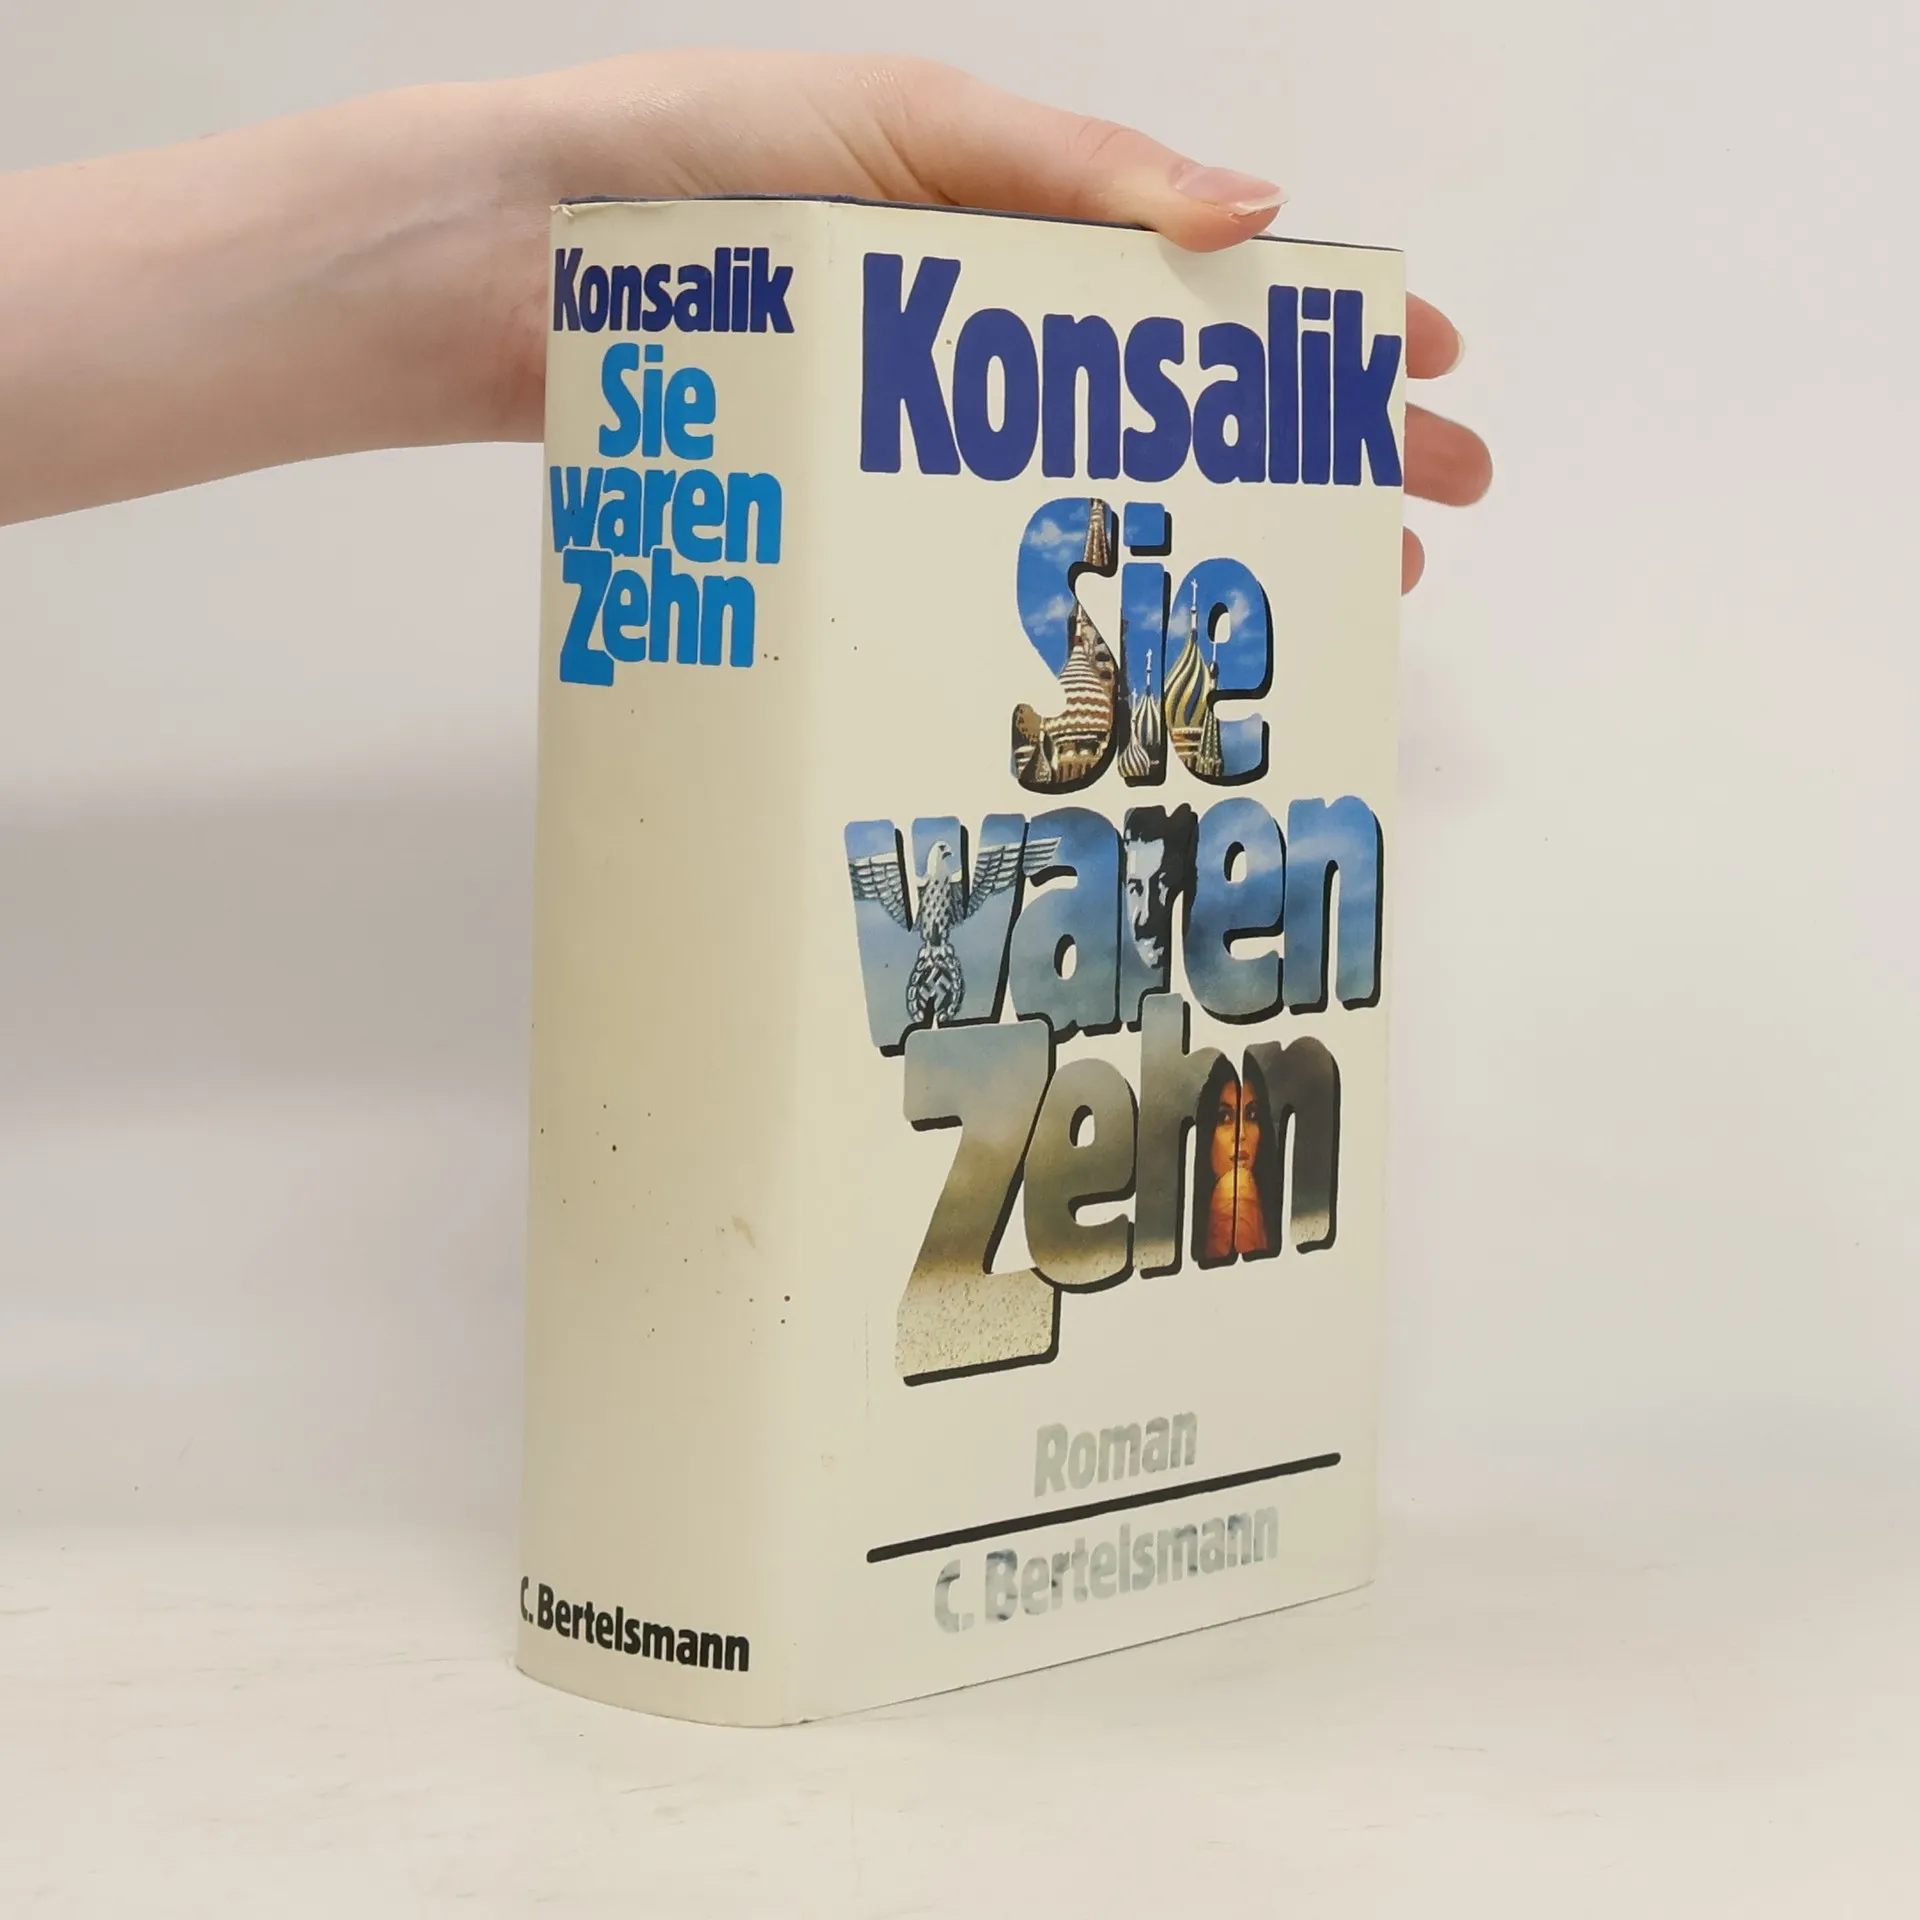 Konsalik
Sie
waren
Zehn
C. Bertelsmann
Konsalik
Sie
waren
Zehn
Roman
C. Bertelsmann